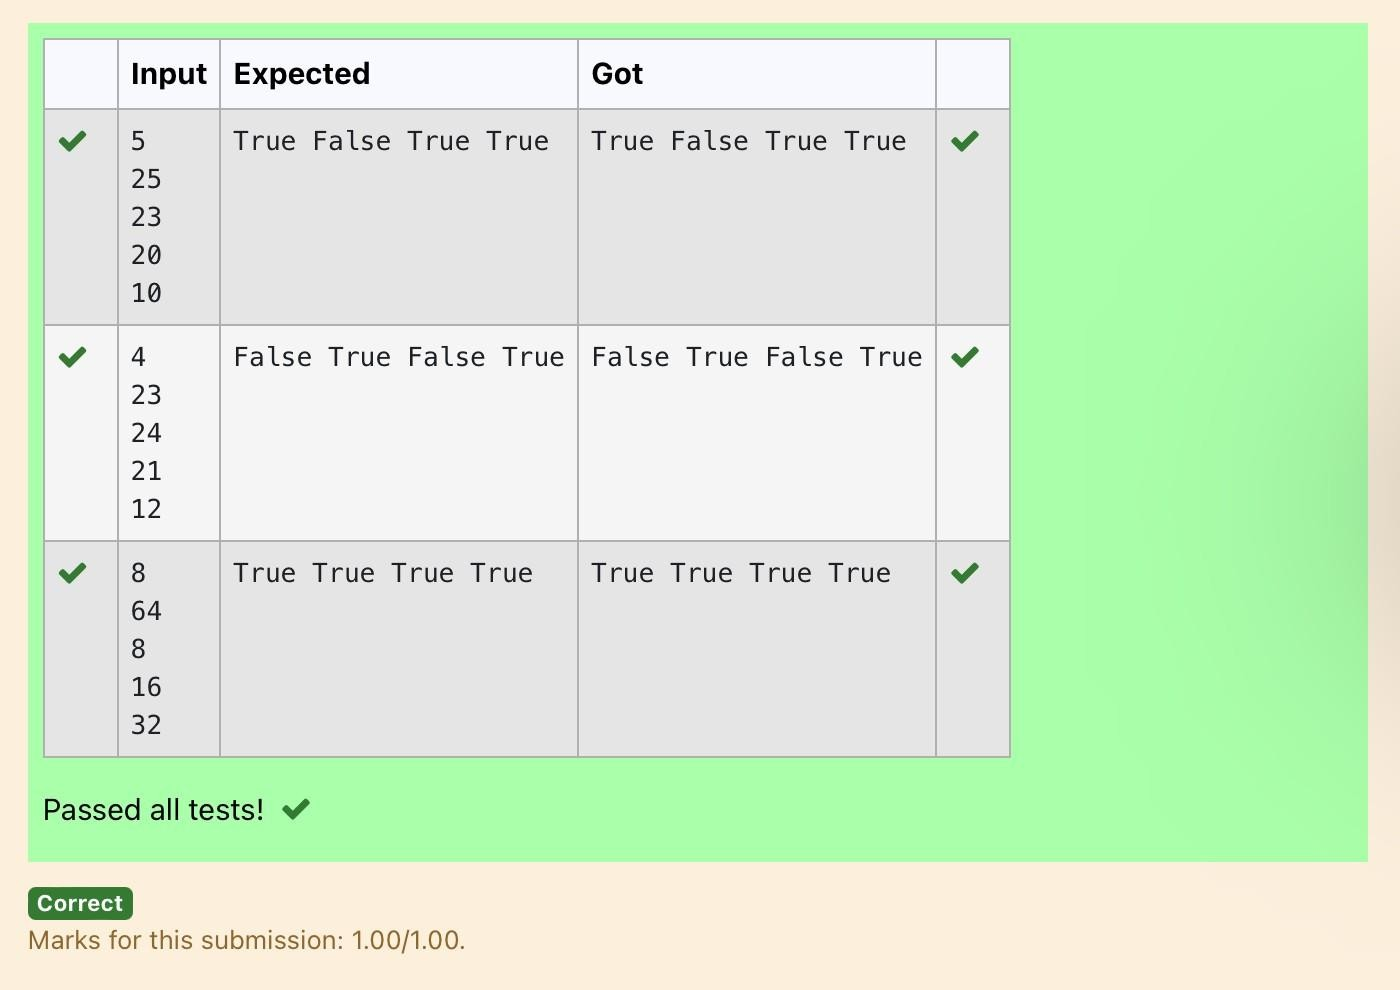 Input Expected Got
5 True False True True True False True True
25
23
20
10
4 False True False True False True False True
23
24
21
12
8 True True True True True True True True
64
8
16
32
Passed all tests!
Correct
Marks for this submission: 1.00/1.00.